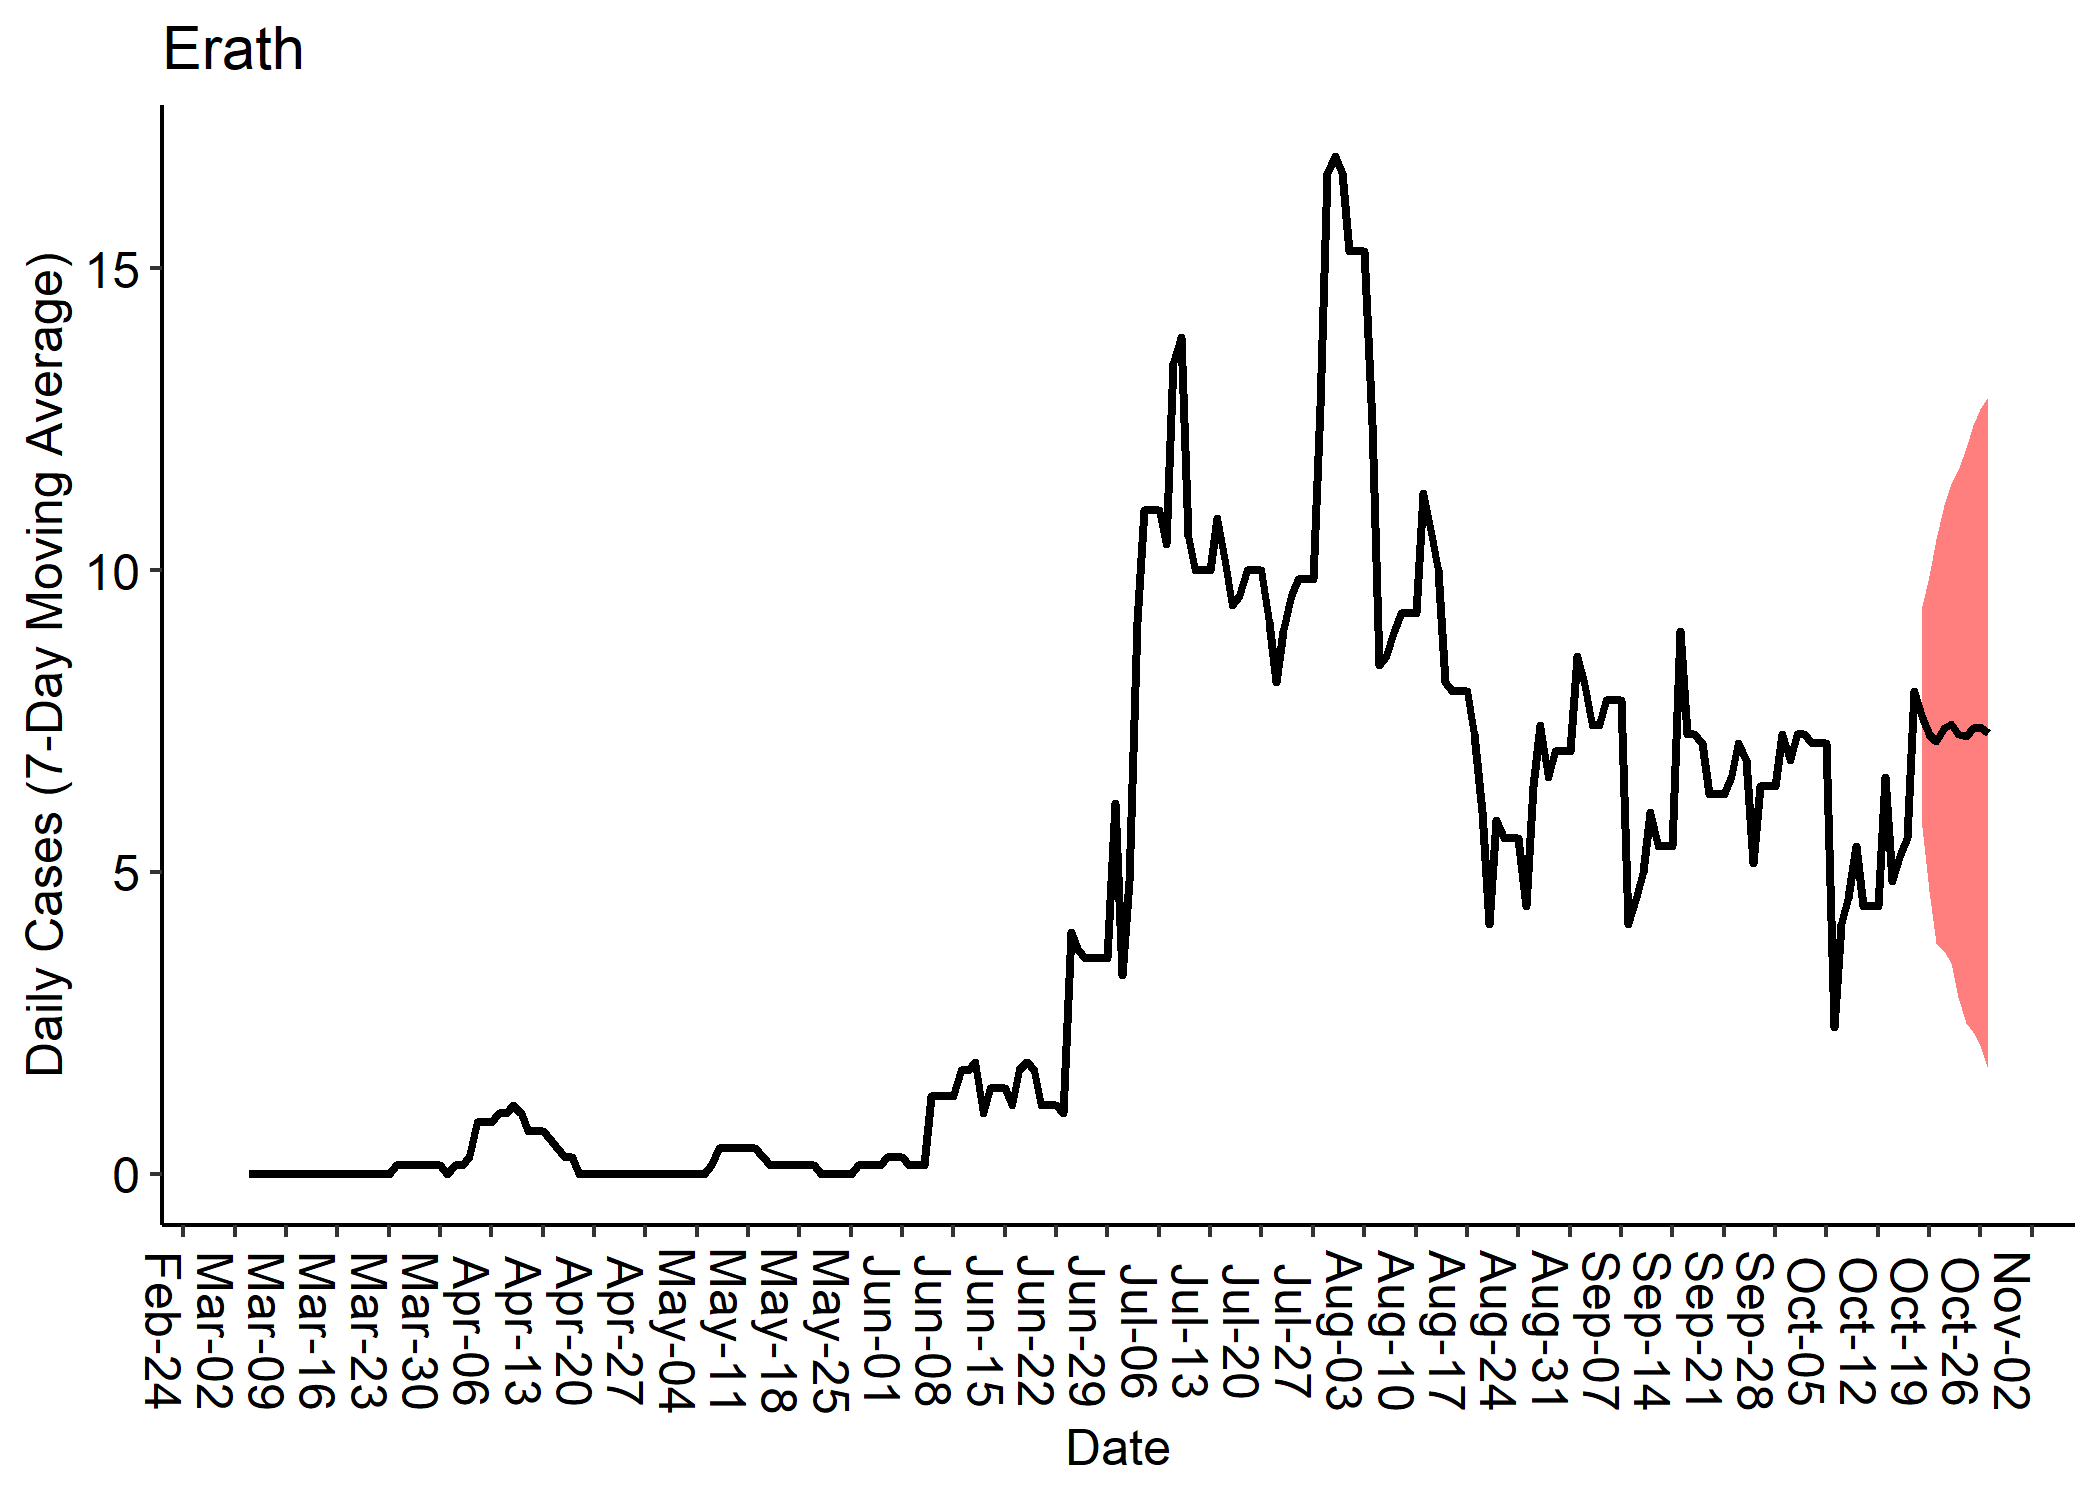 Erath
Daily Cases (7-Day Moving Average)
15
10
5
0
Feb-24
Mar-02
Mar-09
Mar-16
Mar-23
Mar-30
Apr-06
Apr-13
Apr-20
Apr-27
May-04
May-11
May-18
May-25
Jun-01
Jun-08
Jun-15
Jun-22
Jun-29
Jul-06
Jul-13
Jul-20
Jul-27
Aug-03
Aug-10
Aug-17
Aug-24
Aug-31
Sep-07
Sep-14
Sep-21
Sep-28
Oct-05
Oct-12
Oct-19
Oct-26
Nov-02
Date